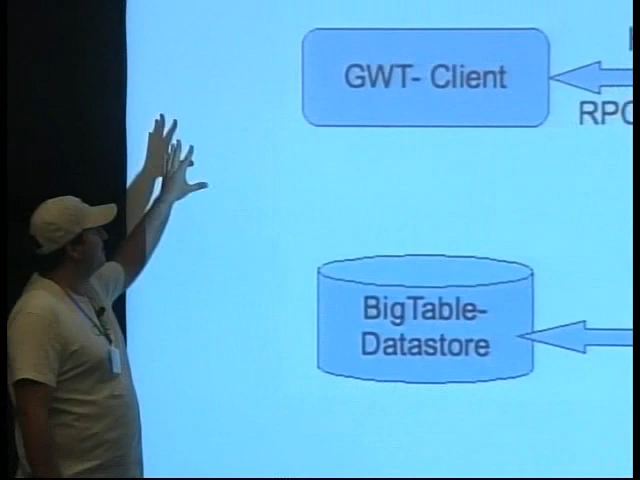 GWT- Client
RPC
BigTable-
Datastore